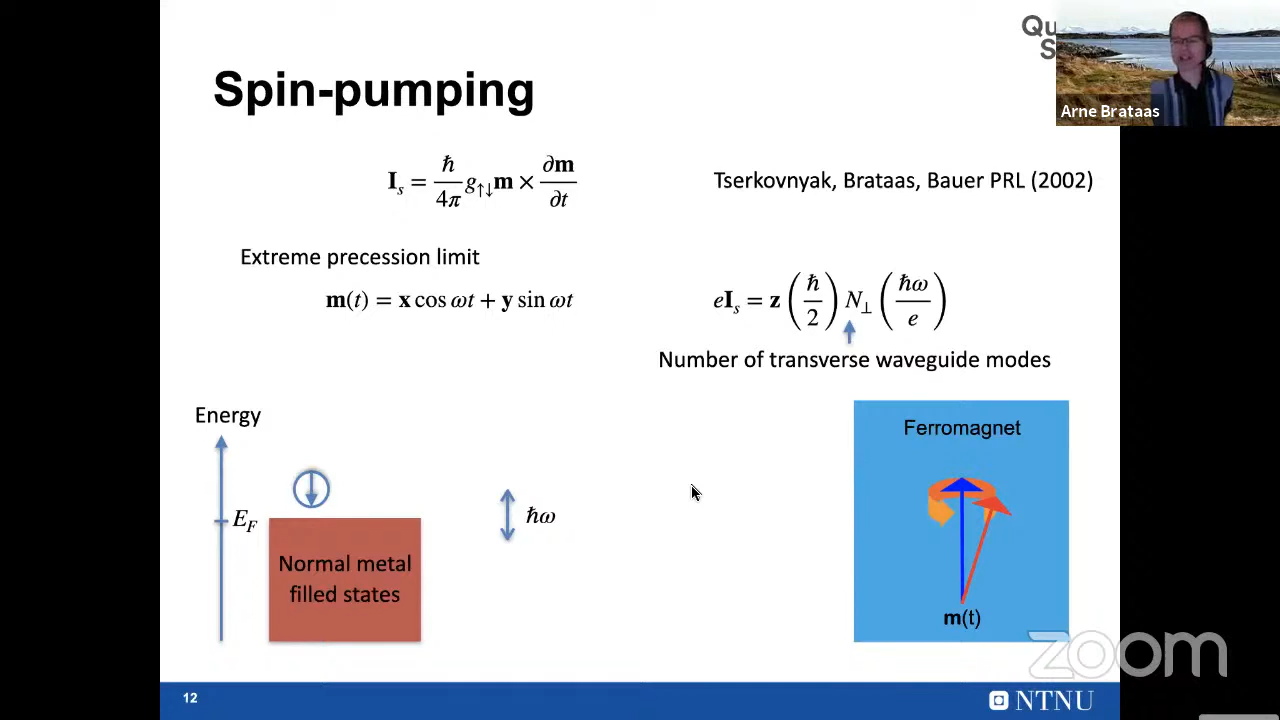 Qu
S
Arne Brataas
Spin-pumping
I_s = ħ/4π g_↑↓ m × ∂m/∂t
Tserkovnyak, Brataas, Bauer PRL (2002)
Extreme precession limit
m(t) = x cos ωt + y sin ωt
eI_s = z (ħ/2) N_⊥ (ħω/e)
Number of transverse waveguide modes
Energy
E_F
Normal metal
filled states
ħω
Ferromagnet
m(t)
zoom
12
NTNU